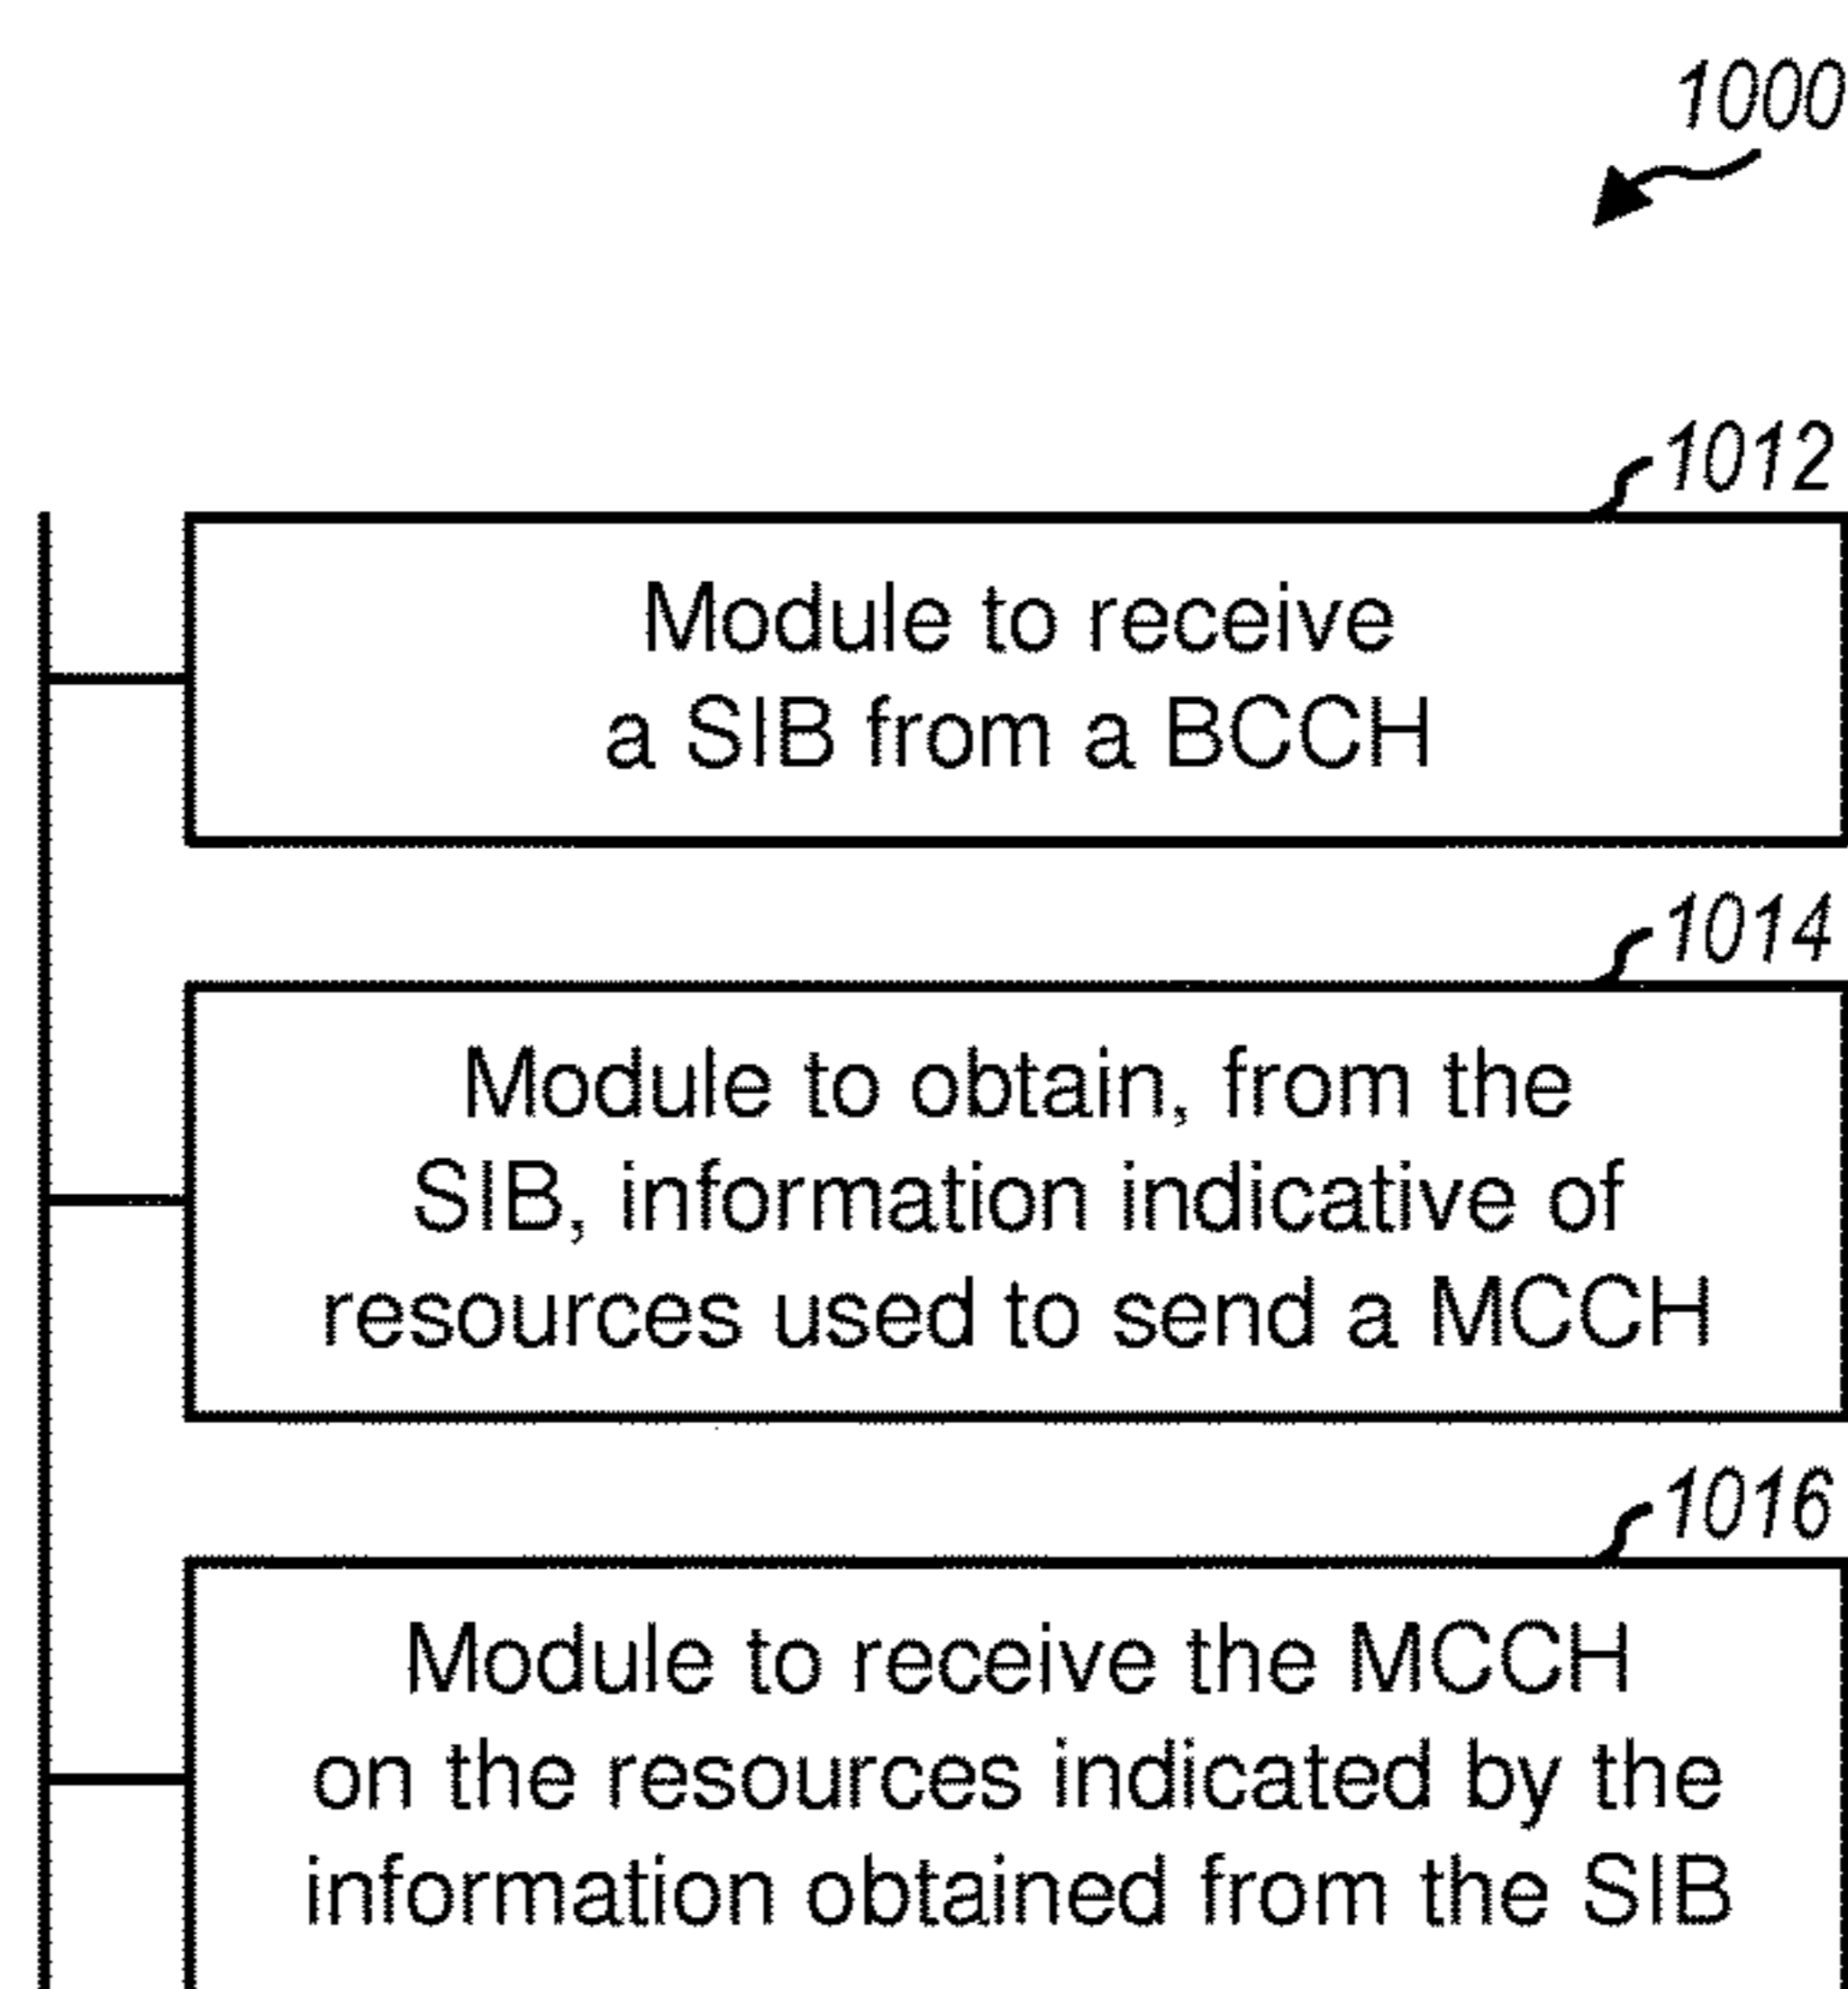 1000
1012
Module to receive
a SIB from a BCCH
1014
Module to obtain, from the
SIB, information indicative of
resources used to send a MCCH
1016
Module to receive the MCCH
on the resources indicated by the
information obtained from the SIB